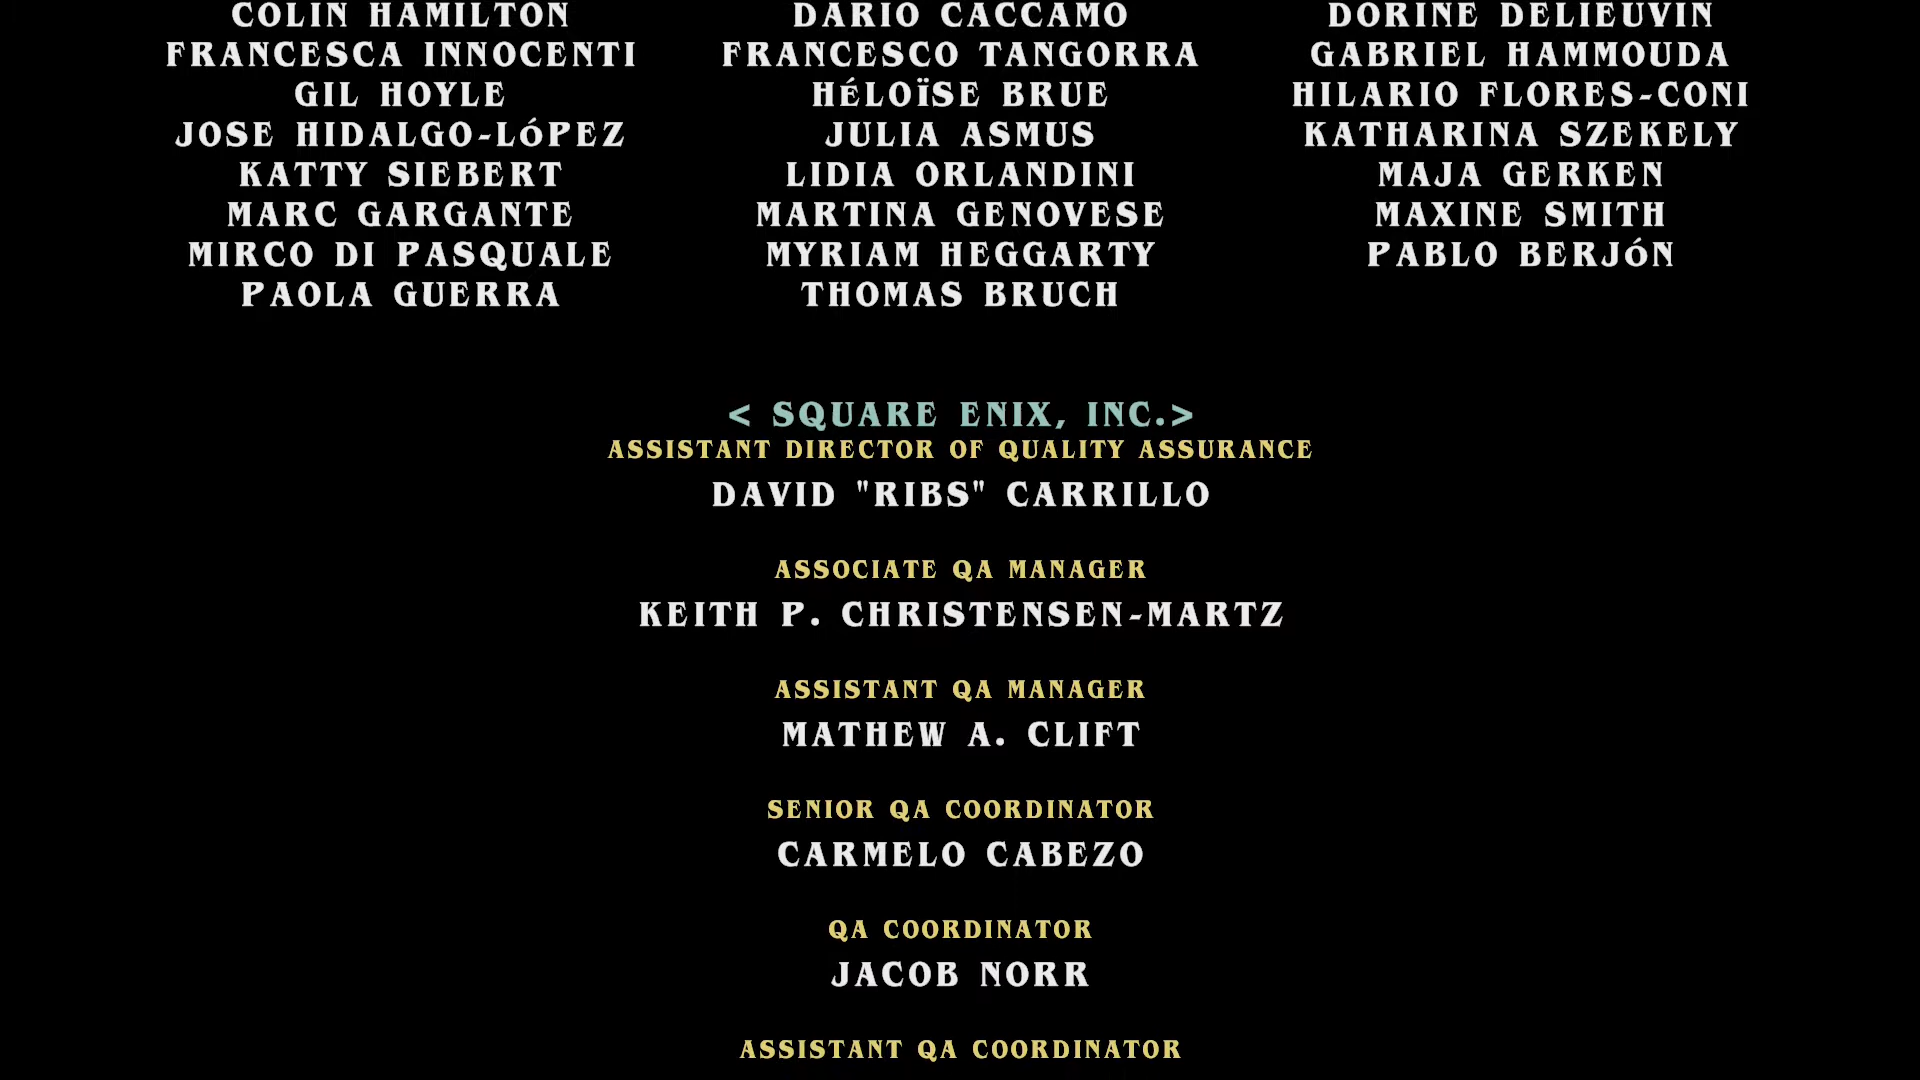 COLIN HAMILTON DARIO CACCAMO DORINE DELIEUVIN
FRANCESCA INNOCENTI FRANCESCO TANGORRA GABRIEL HAMMOUDA
GIL HOYLE HÉLOÏSE BRUE HILARIO FLORES-CONI
JOSE HIDALGO-LÓPEZ JULIA ASMUS KATHARINA SZEKELY
KATTY SIEBERT LIDIA ORLANDINI MAJA GERKEN
MARC GARGANTE MARTINA GENOVESE MAXINE SMITH
MIRCO DI PASQUALE MYRIAM HEGGARTY PABLO BERJÓN
PAOLA GUERRA THOMAS BRUCH
< SQUARE ENIX, INC.>
ASSISTANT DIRECTOR OF QUALITY ASSURANCE
DAVID "RIBS" CARRILLO
ASSOCIATE QA MANAGER
KEITH P. CHRISTENSEN-MARTZ
ASSISTANT QA MANAGER
MATHEW A. CLIFT
SENIOR QA COORDINATOR
CARMELO CABEZO
QA COORDINATOR
JACOB NORR
ASSISTANT QA COORDINATOR